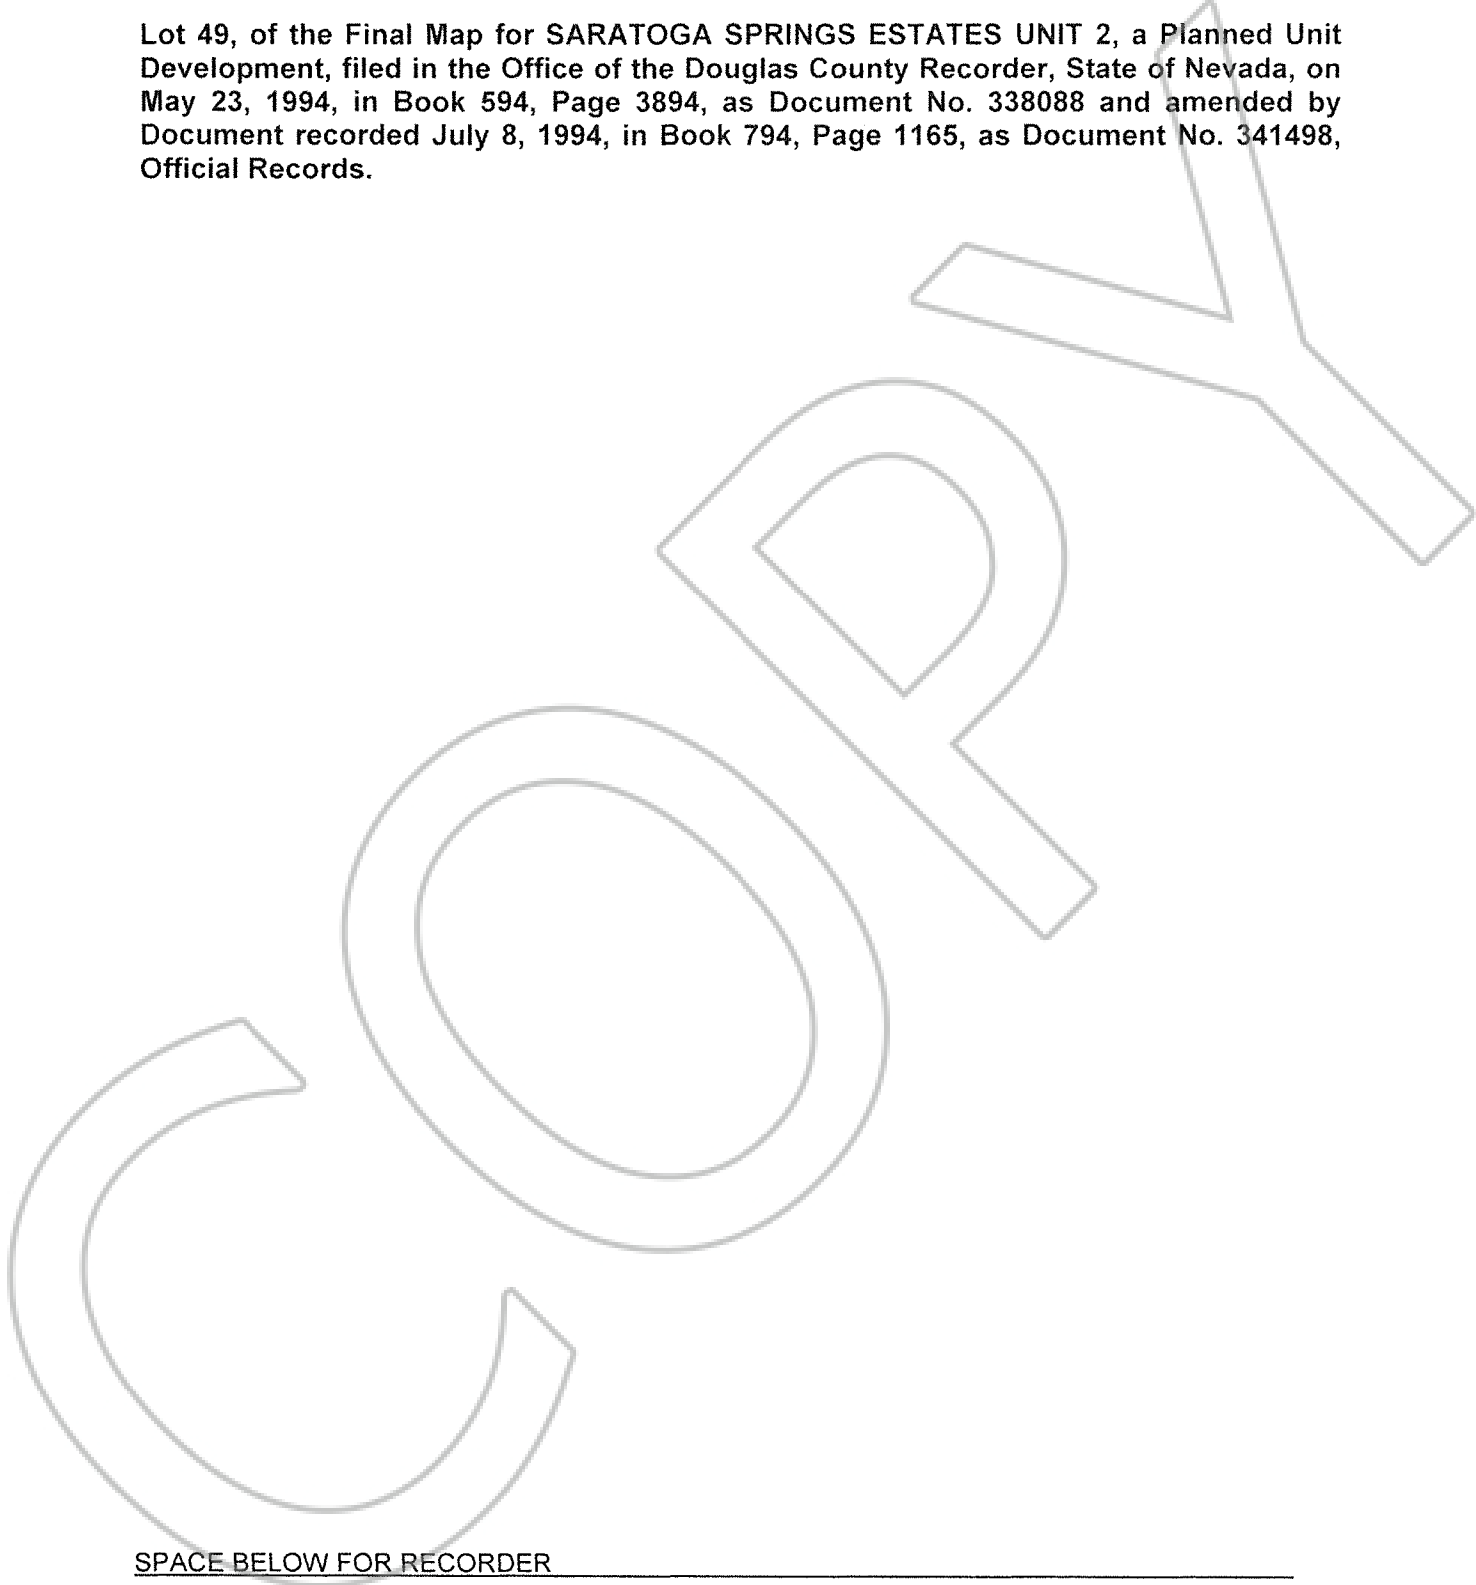 Lot 49, of the Final Map for SARATOGA SPRINGS ESTATES UNIT 2, a Planned Unit
Development, filed in the Office of the Douglas County Recorder, State of Nevada, on
May 23, 1994, in Book 594, Page 3894, as Document No. 338088 and amended by
Document recorded July 8, 1994, in Book 794, Page 1165, as Document No. 341498,
Official Records.
COPY
SPACE BELOW FOR RECORDER